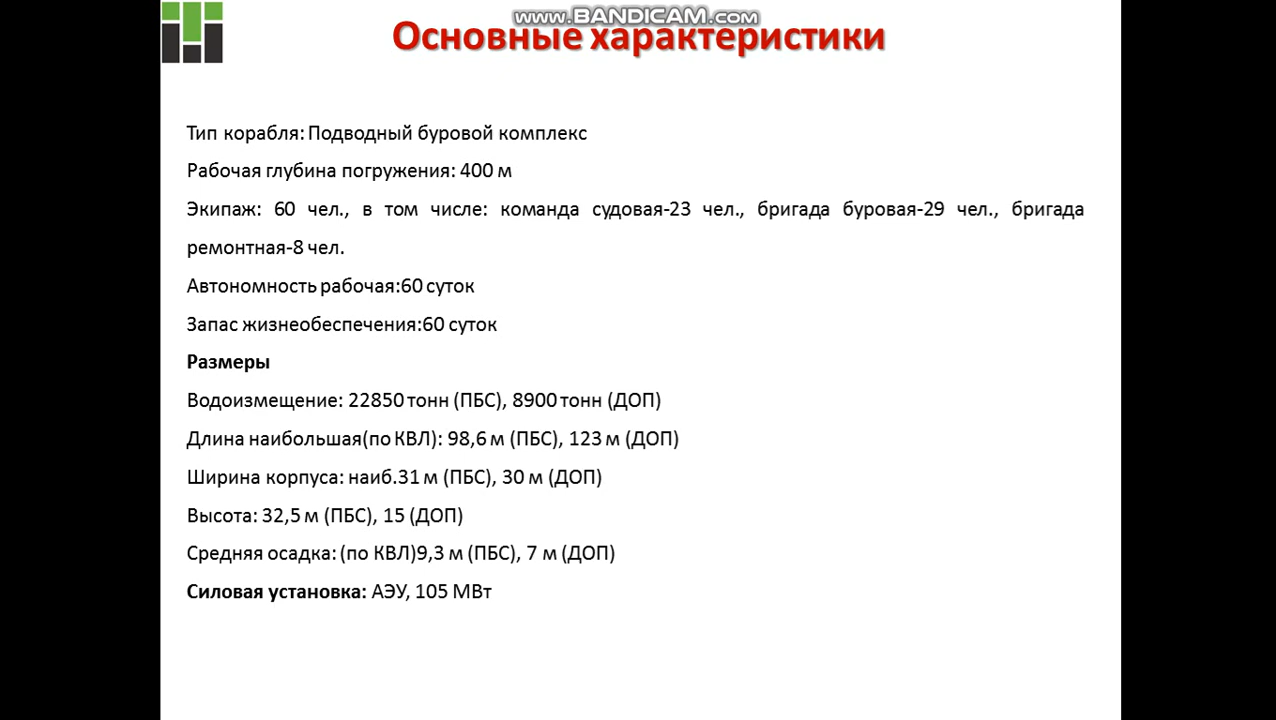 www.BANDICAM.com
Основные характеристики
Тип корабля: Подводный буровой комплекс
Рабочая глубина погружения: 400 м
Экипаж: 60 чел., в том числе: команда судовая-23 чел., бригада буровая-29 чел., бригада
ремонтная-8 чел.
Автономность рабочая:60 суток
Запас жизнеобеспечения:60 суток
Размеры
Водоизмещение: 22850 тонн (ПБС), 8900 тонн (ДОП)
Длина наибольшая(по КВЛ): 98,6 м (ПБС), 123 м (ДОП)
Ширина корпуса: наиб.31 м (ПБС), 30 м (ДОП)
Высота: 32,5 м (ПБС), 15 (ДОП)
Средняя осадка: (по КВЛ)9,3 м (ПБС), 7 м (ДОП)
Силовая установка: АЭУ, 105 МВт